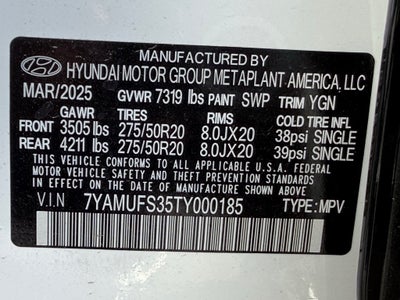 MANUFACTURED BY
HYUNDAI MOTOR GROUP METAPLANT AMERICA, LLC
MAR/2025 GVWR 7319 lbs PAINT SWP TRIM YGN
GAWR TIRES RIMS COLD TIRE INFL
FRONT 3505 lbs 275/50R20 8.0JX20 38psi SINGLE
REAR 4211 lbs 275/50R20 8.0JX20 39psi SINGLE
THIS VEHICLE CONFORMS TO ALL APPLICABLE U.S.A. FEDERAL
MOTOR VEHICLE SAFETY AND THEFT PREVENTION STANDARDS
IN EFFECT ON THE DATE OF MANUFACTURE SHOWN ABOVE.
V.I.N 7YAMUFS35TY000185 TYPE: MPV